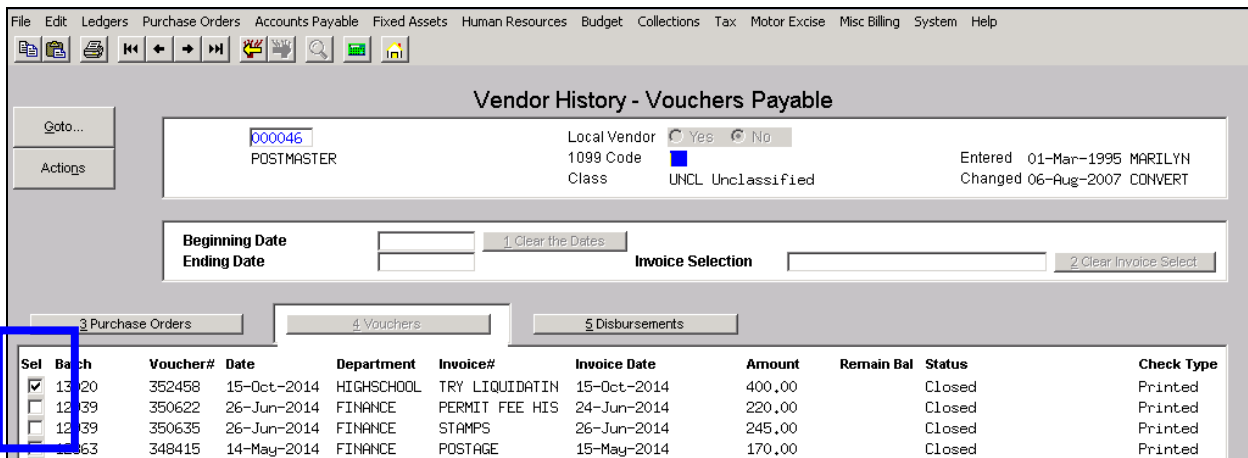 File Edit Ledgers Purchase Orders Accounts Payable Fixed Assets Human Resources Budget Collections Tax Motor Excise Misc Billing System Help
Vendor History - Vouchers Payable
Goto...
Actions
000046
POSTMASTER
Local Vendor Yes No
1099 Code
Class UNCL Unclassified
Entered 01-Mar-1995 MARILYN
Changed 06-Aug-2007 CONVERT
Beginning Date 1 Clear the Dates
Ending Date Invoice Selection 2 Clear Invoice Select
3 Purchase Orders 4 Vouchers 5 Disbursements
Sel Batch Voucher# Date Department Invoice# Invoice Date Amount Remain Bal Status Check Type
352458 15-Oct-2014 HIGHSCHOOL TRY LIQUIDATIN 15-Oct-2014 400.00 Closed Printed
350622 26-Jun-2014 FINANCE PERMIT FEE HIS 24-Jun-2014 220.00 Closed Printed
350635 26-Jun-2014 FINANCE STAMPS 26-Jun-2014 245.00 Closed Printed
348415 14-May-2014 FINANCE POSTAGE 15-May-2014 170.00 Closed Printed